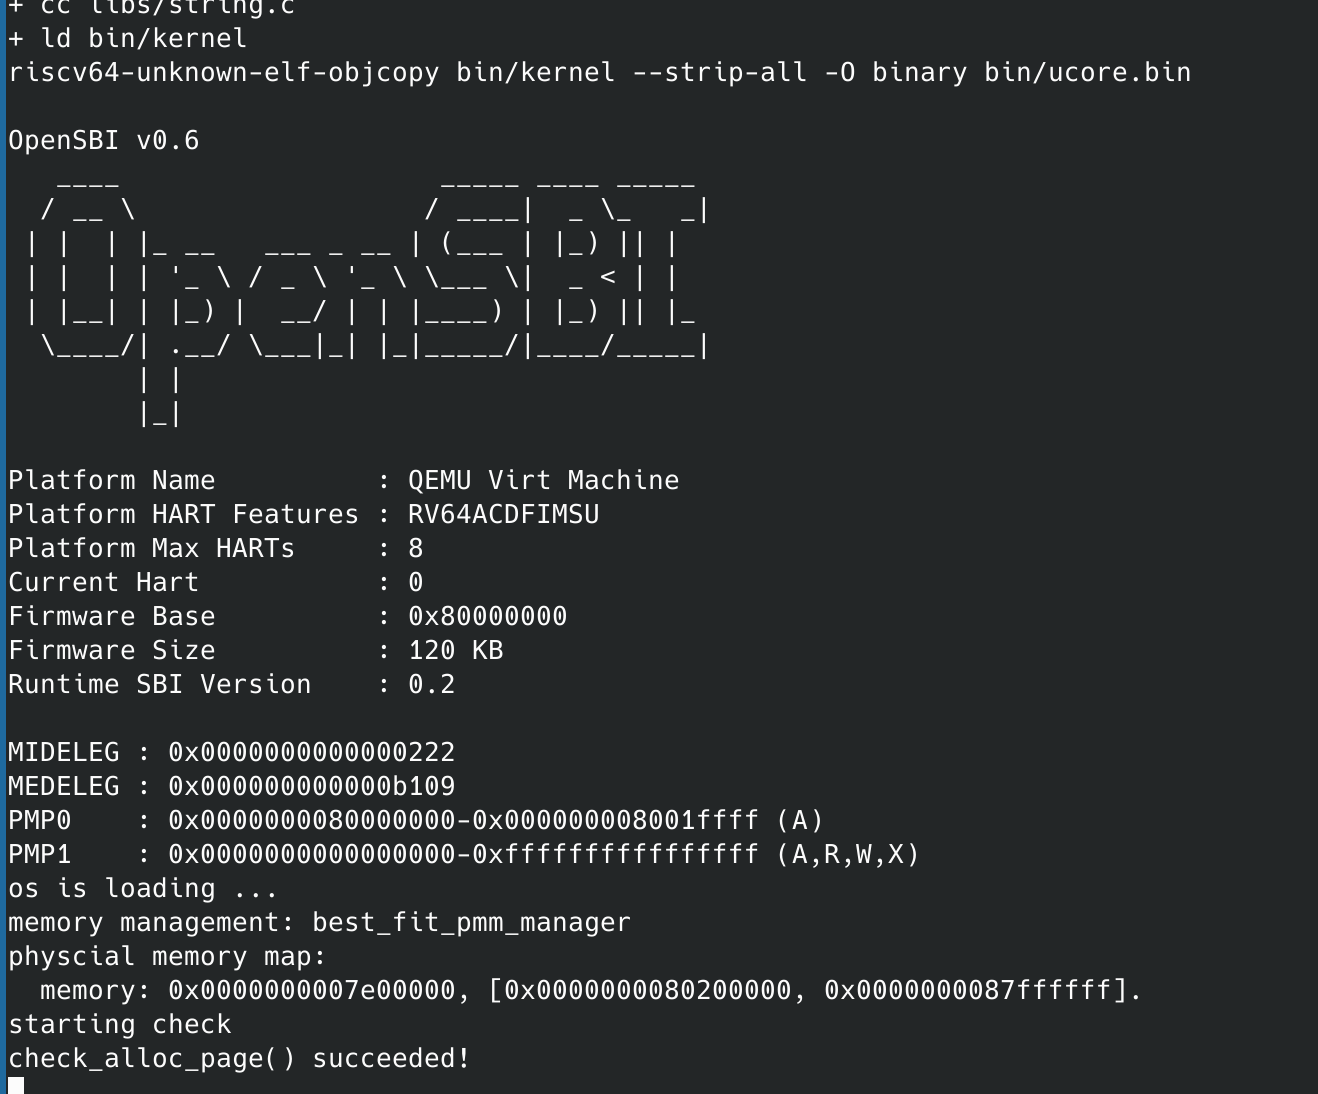 + cc libs/string.c
+ ld bin/kernel
riscv64-unknown-elf-objcopy bin/kernel --strip-all -O binary bin/ucore.bin

OpenSBI v0.6
   ____                    _____ ____ _____
  / __ \                  / ____|  _ \_   _|
 | |  | |_ __   ___ _ __ | (___ | |_) || |
 | |  | | '_ \ / _ \ '_ \ \___ \|  _ < | |
 | |__| | |_) |  __/ | | |____) | |_) || |_
  \____/| .__/ \___|_| |_|_____/|____/_____|
        | |
        |_|

Platform Name          : QEMU Virt Machine
Platform HART Features : RV64ACDFIMSU
Platform Max HARTs     : 8
Current Hart           : 0
Firmware Base          : 0x80000000
Firmware Size          : 120 KB
Runtime SBI Version    : 0.2

MIDELEG : 0x0000000000000222
MEDELEG : 0x000000000000b109
PMP0    : 0x0000000080000000-0x000000008001ffff (A)
PMP1    : 0x0000000000000000-0xffffffffffffffff (A,R,W,X)
os is loading ...
memory management: best_fit_pmm_manager
physcial memory map:
  memory: 0x0000000007e00000, [0x0000000080200000, 0x0000000087ffffff].
starting check
check_alloc_page() succeeded!